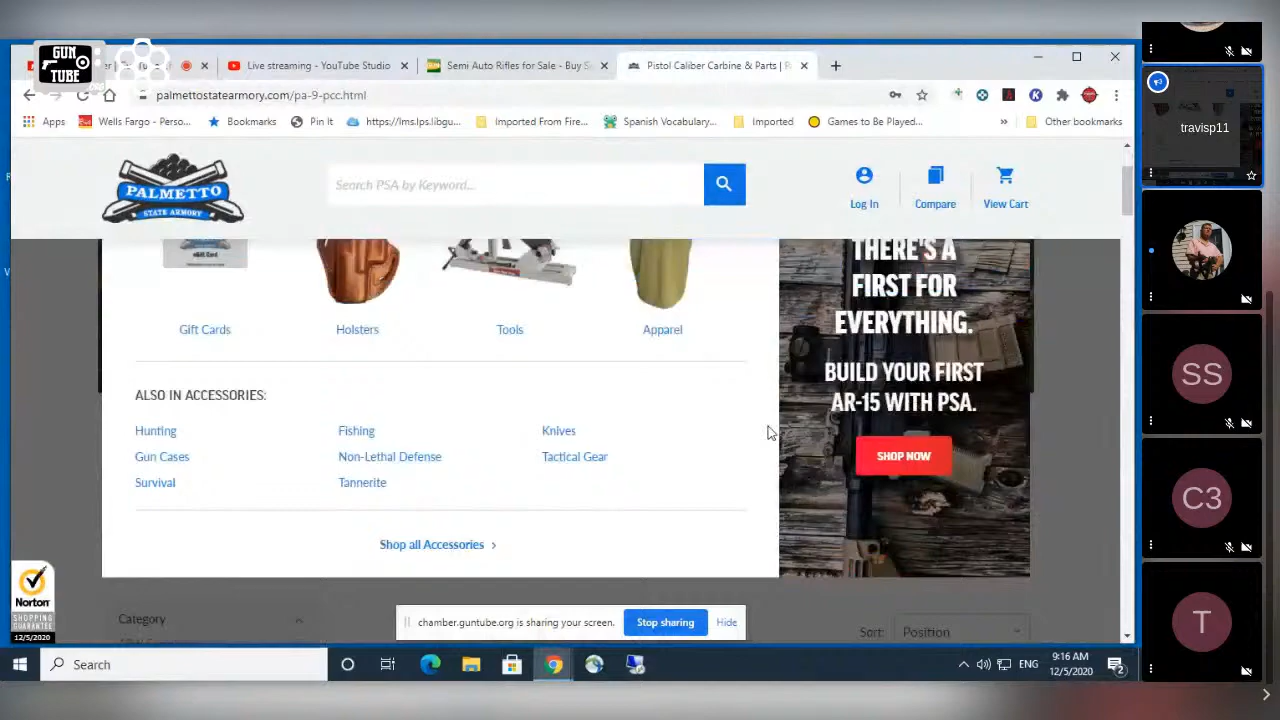 GUN
TUBE
Live streaming - YouTube Studio
Semi Auto Rifles for Sale - Buy S
Pistol Caliber Carbine & Parts | P
palmettostatearmory.com/pa-9-pcc.html
Apps
Wells Fargo - Perso...
Bookmarks
Pin It
https://lms.lps.libgu...
Imported From Fire...
Spanish Vocabulary...
Imported
Games to Be Played...
»
Other bookmarks
PALMETTO
STATE ARMORY
Search PSA by Keyword...
Log In
Compare
View Cart
Gift Cards
Holsters
Tools
Apparel
ALSO IN ACCESSORIES:
Hunting
Fishing
Knives
Gun Cases
Non-Lethal Defense
Tactical Gear
Survival
Tannerite
Shop all Accessories
THERE'S A
FIRST FOR
EVERYTHING.
BUILD YOUR FIRST
AR-15 WITH PSA.
SHOP NOW
Category
Sort:
Position
Norton
SHOPPING
GUARANTEE
12/5/2020
chamber.guntube.org is sharing your screen.
Stop sharing
Hide
Search
ENG
9:16 AM
12/5/2020
2
travisp11
SS
C3
T